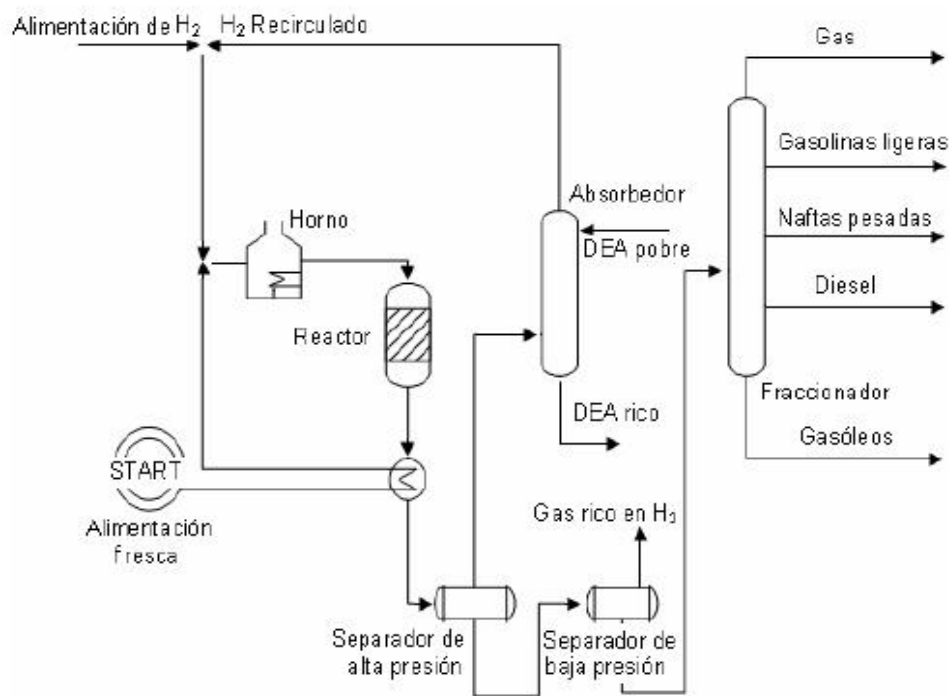 Alimentación de H₂
H₂ Recirculado
Gas
Gasolinas ligeras
Absorbedor
Horno
Naftas pesadas
DEA pobre
Diesel
Reactor
Fraccionador
DEA rico
Gasóleos
START
Alimentación
fresca
Gas rico en H₂
Separador de
alta presión
Separador de
baja presión